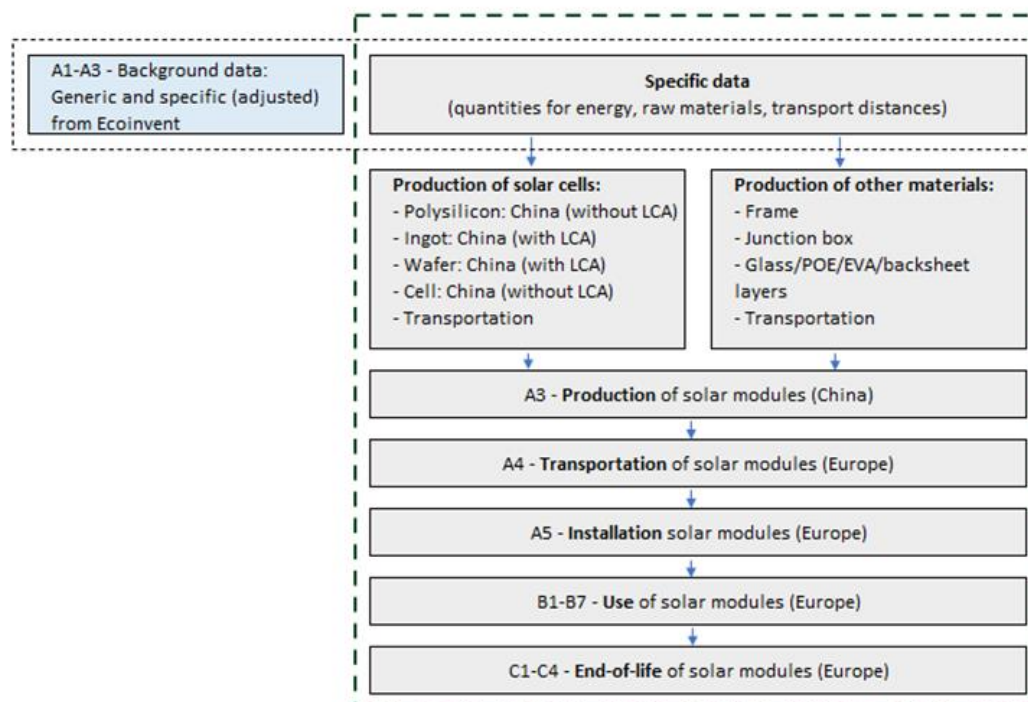 A1-A3 - Background data:
Generic and specific (adjusted)
from Ecoinvent
Specific data
(quantities for energy, raw materials, transport distances)
Production of solar cells:
- Polysilicon: China (without LCA)
- Ingot: China (with LCA)
- Wafer: China (with LCA)
- Cell: China (without LCA)
- Transportation
Production of other materials:
- Frame
- Junction box
- Glass/POE/EVA/backsheet
layers
- Transportation
A3 - Production of solar modules (China)
A4 - Transportation of solar modules (Europe)
A5 - Installation solar modules (Europe)
B1-B7 - Use of solar modules (Europe)
C1-C4 - End-of-life of solar modules (Europe)